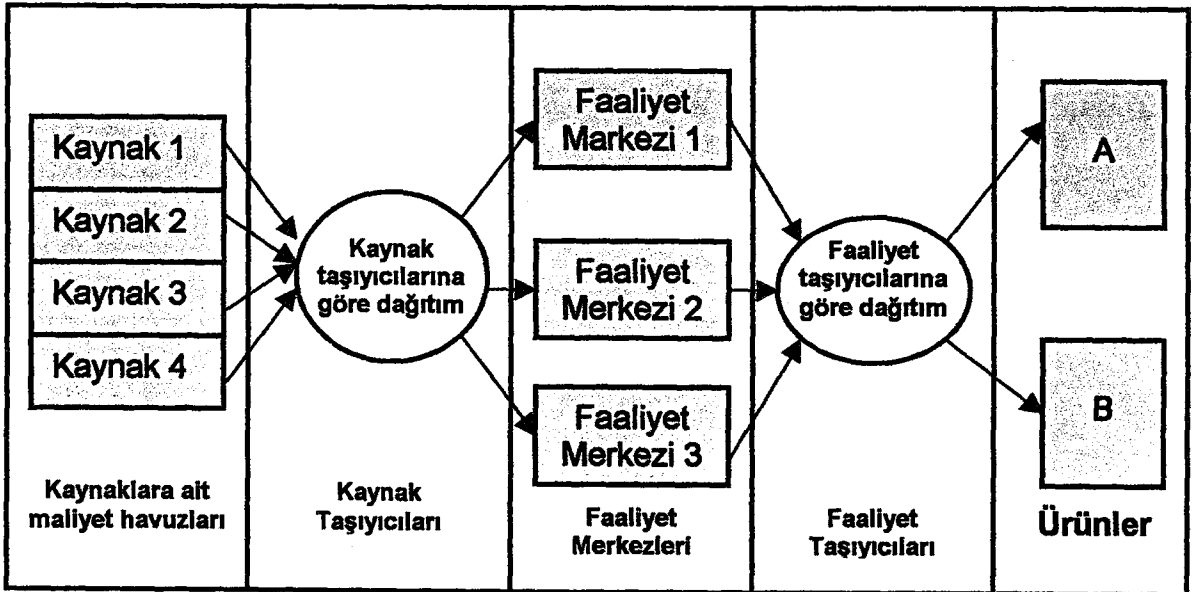 Kaynak 1
Kaynak 2
Kaynak 3
Kaynak 4
Kaynaklara ait
maliyet havuzları
Kaynak
taşıyıcılarına
göre dağıtım
Kaynak
Taşıyıcıları
Faaliyet
Markezi 1
Faaliyet
Merkezi 2
Faaliyet
Merkezi 3
Faaliyet
Merkezleri
Faaliyet
taşıyıcılarına
göre dağıtım
Faaliyet
Taşıyıcıları
A
B
Ürünler